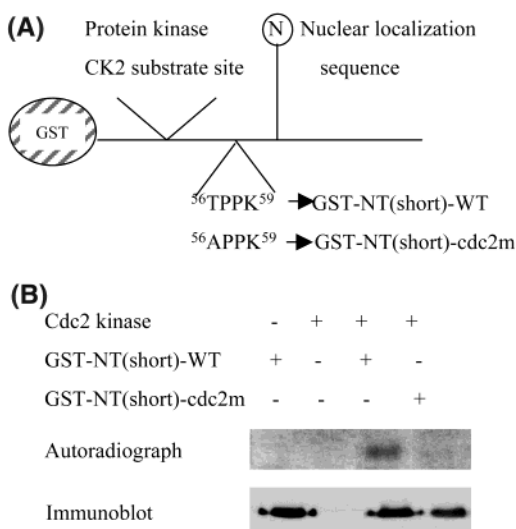 (A)
Protein kinase
CK2 substrate site
N Nuclear localization
sequence
GST
⁵⁶TPPK⁵⁹ → GST-NT(short)-WT
⁵⁶APPK⁵⁹ → GST-NT(short)-cdc2m
(B)
Cdc2 kinase - + + +
GST-NT(short)-WT + - + -
GST-NT(short)-cdc2m - - - +
Autoradiograph
Immunoblot